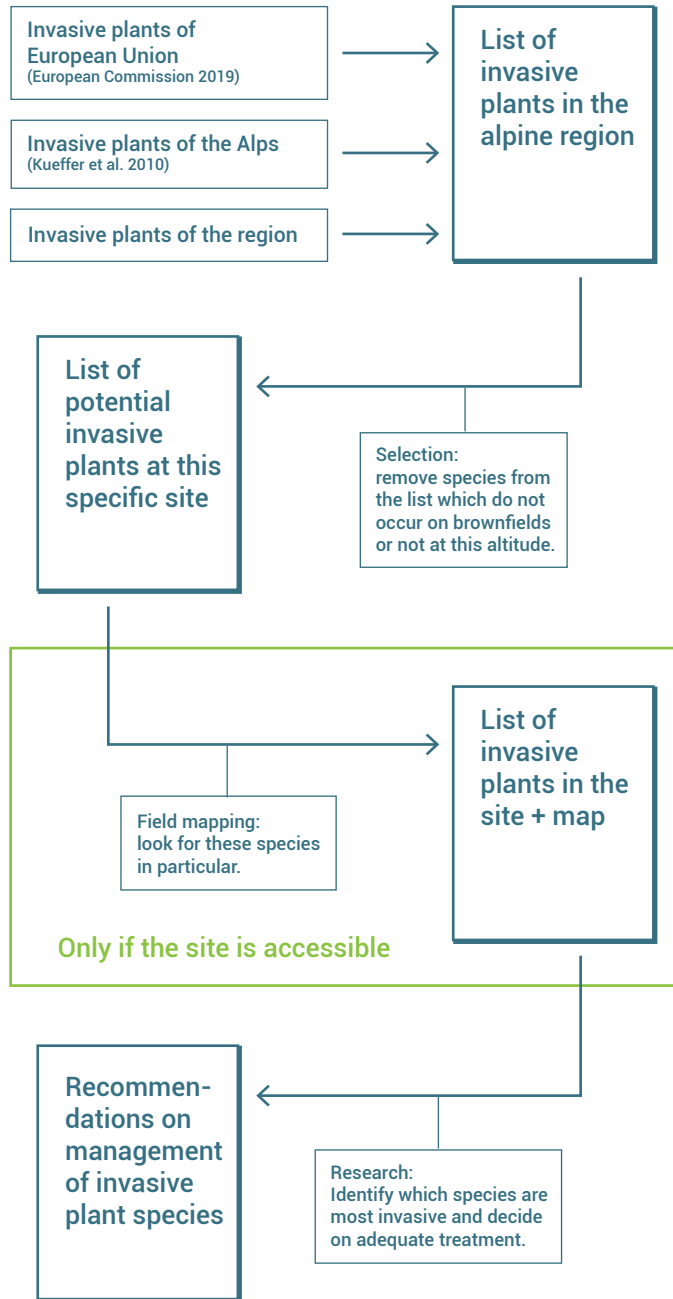 Invasive plants of
European Union
(European Commission 2019)
Invasive plants of the Alps
(Kueffer et al. 2010)
Invasive plants of the region
List of
invasive
plants in the
alpine region
List of
potential
invasive
plants at this
specific site
Selection:
remove species from
the list which do not
occur on brownfields
or not at this altitude.
List of
invasive
plants in the
site + map
Field mapping:
look for these species
in particular.
Only if the site is accessible
Recommen-
dations on
management
of invasive
plant species
Research:
Identify which species are
most invasive and decide
on adequate treatment.